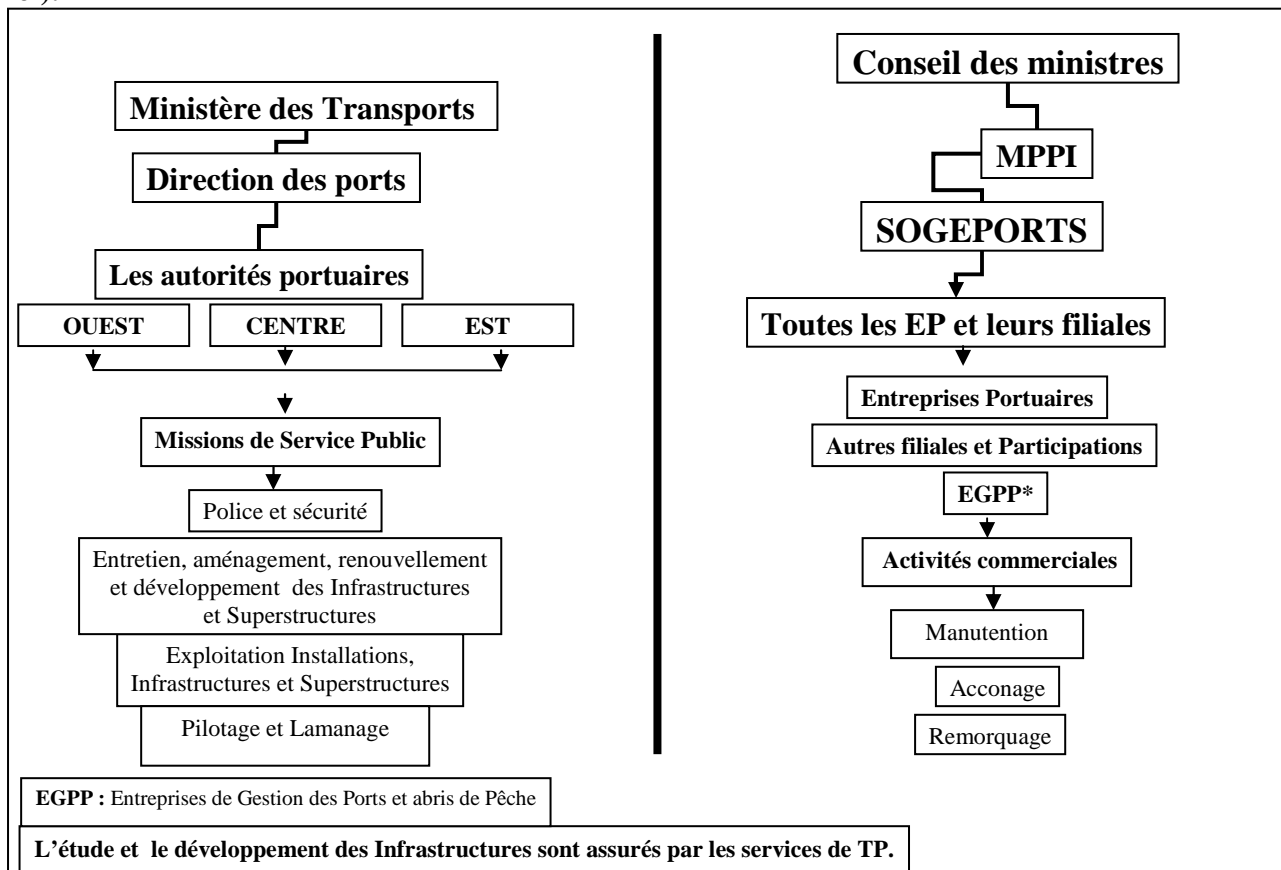 Ministère des Transports
Direction des ports
Les autorités portuaires
OUEST
CENTRE
EST
Missions de Service Public
Police et sécurité
Entretien, aménagement, renouvellement
et développement des Infrastructures
et Superstructures
Exploitation Installations,
Infrastructures et Superstructures
Pilotage et Lamanage
Conseil des ministres
MPPI
SOGEPORTS
Toutes les EP et leurs filiales
Entreprises Portuaires
Autres filiales et Participations
EGPP*
Activités commerciales
Manutention
Acconage
Remorquage
EGPP : Entreprises de Gestion des Ports et abris de Pêche
L'étude et le développement des Infrastructures sont assurés par les services de TP.